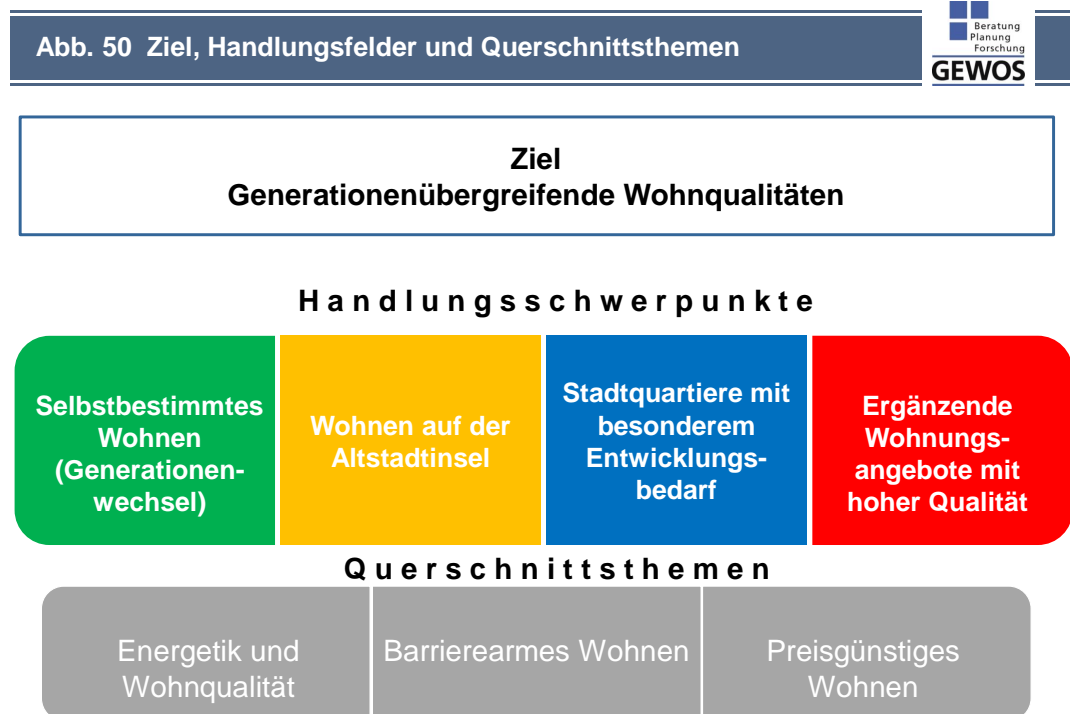 Abb. 50 Ziel, Handlungsfelder und Querschnittsthemen
Beratung
Planung
Forschung
GEWOS
Ziel
Generationenübergreifende Wohnqualitäten
Handlungsschwerpunkte
Selbstbestimmtes
Wohnen
(Generationen-
wechsel)
Wohnen auf der
Altstadtinsel
Stadtquartiere mit
besonderem
Entwicklungs-
bedarf
Ergänzende
Wohnungs-
angebote mit
hoher Qualität
Querschnittsthemen
Energetik und
Wohnqualität
Barrierearmes Wohnen
Preisgünstiges
Wohnen